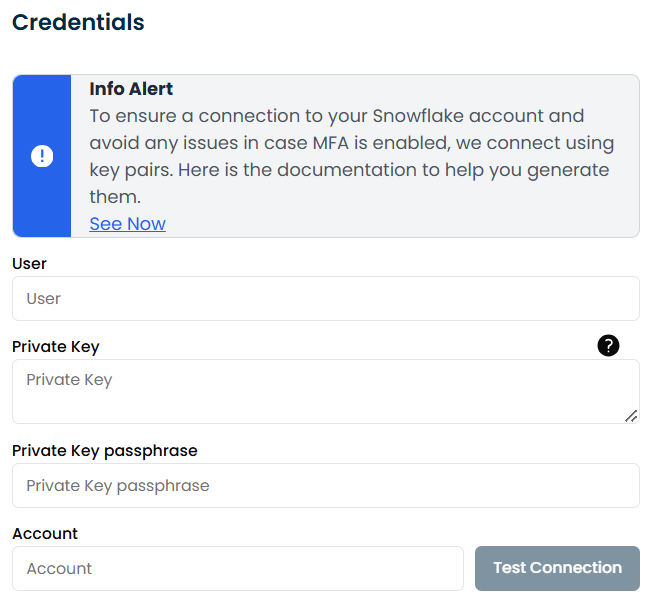 Credentials
Info Alert
To ensure a connection to your Snowflake account and
avoid any issues in case MFA is enabled, we connect using
key pairs. Here is the documentation to help you generate
them.
See Now
User
User
Private Key ?
Private Key
Private Key passphrase
Private Key passphrase
Account
Account
Test Connection